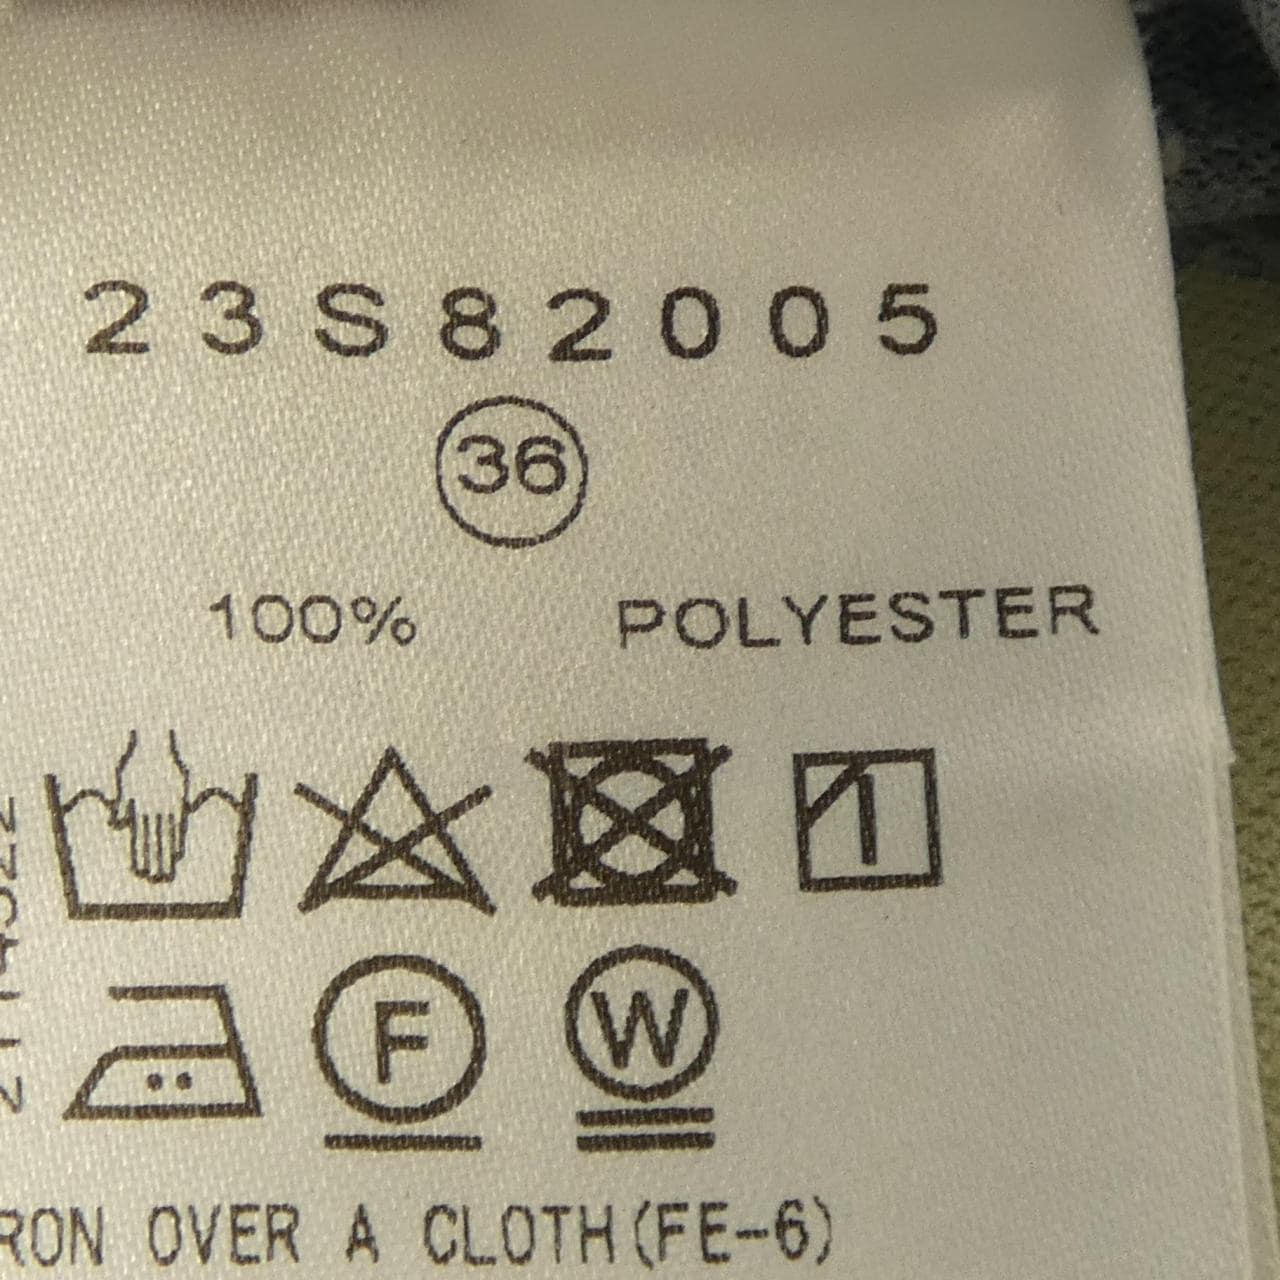 23S82005
36
100% POLYESTER
F W
RON OVER A CLOTH(FE-6)